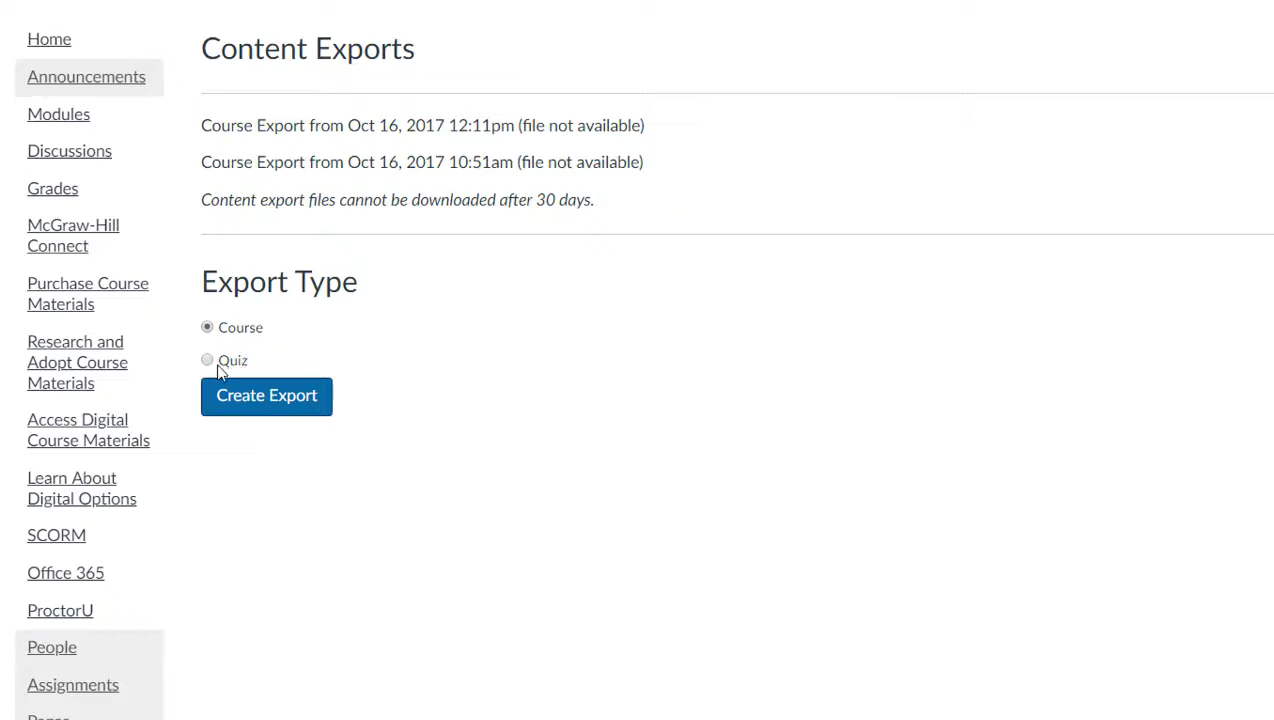 Home
Announcements
Modules
Discussions
Grades
McGraw-Hill
Connect
Purchase Course
Materials
Research and
Adopt Course
Materials
Access Digital
Course Materials
Learn About
Digital Options
SCORM
Office 365
ProctorU
People
Assignments
Content Exports
Course Export from Oct 16, 2017 12:11pm (file not available)
Course Export from Oct 16, 2017 10:51am (file not available)
Content export files cannot be downloaded after 30 days.
Export Type
Course
Quiz
Create Export